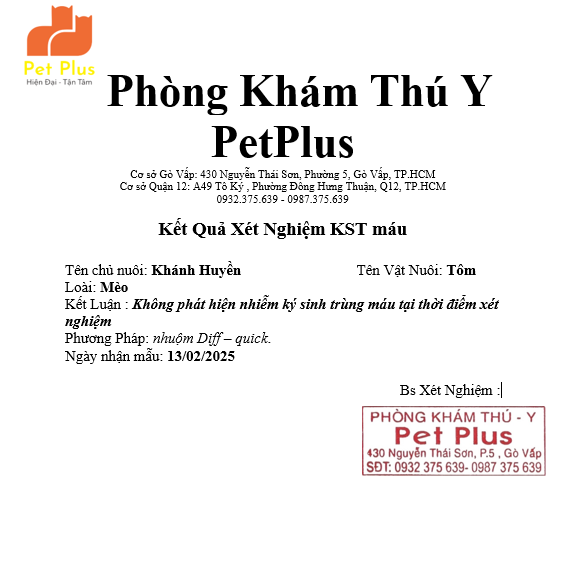 Pet Plus
Hiện Đại - Tận Tâm
Phòng Khám Thú Y
PetPlus
Cơ sở Gò Vấp: 430 Nguyễn Thái Sơn, Phường 5, Gò Vấp, TP.HCM
Cơ sở Quận 12: A49 Tô Ký , Phường Đông Hưng Thuận, Q12, TP.HCM
0932.375.639 - 0987.375.639
Kết Quả Xét Nghiệm KST máu
Tên chủ nuôi: Khánh Huyền Tên Vật Nuôi: Tôm
Loài: Mèo
Kết Luận : Không phát hiện nhiễm ký sinh trùng máu tại thời điểm xét
nghiệm
Phương Pháp: nhuộm Diff – quick.
Ngày nhận mẫu: 13/02/2025
Bs Xét Nghiệm :
PHÒNG KHÁM THÚ - Y
Pet Plus
430 Nguyễn Thái Sơn, P.5 , Gò Vấp
SĐT: 0932 375 639- 0987 375 639